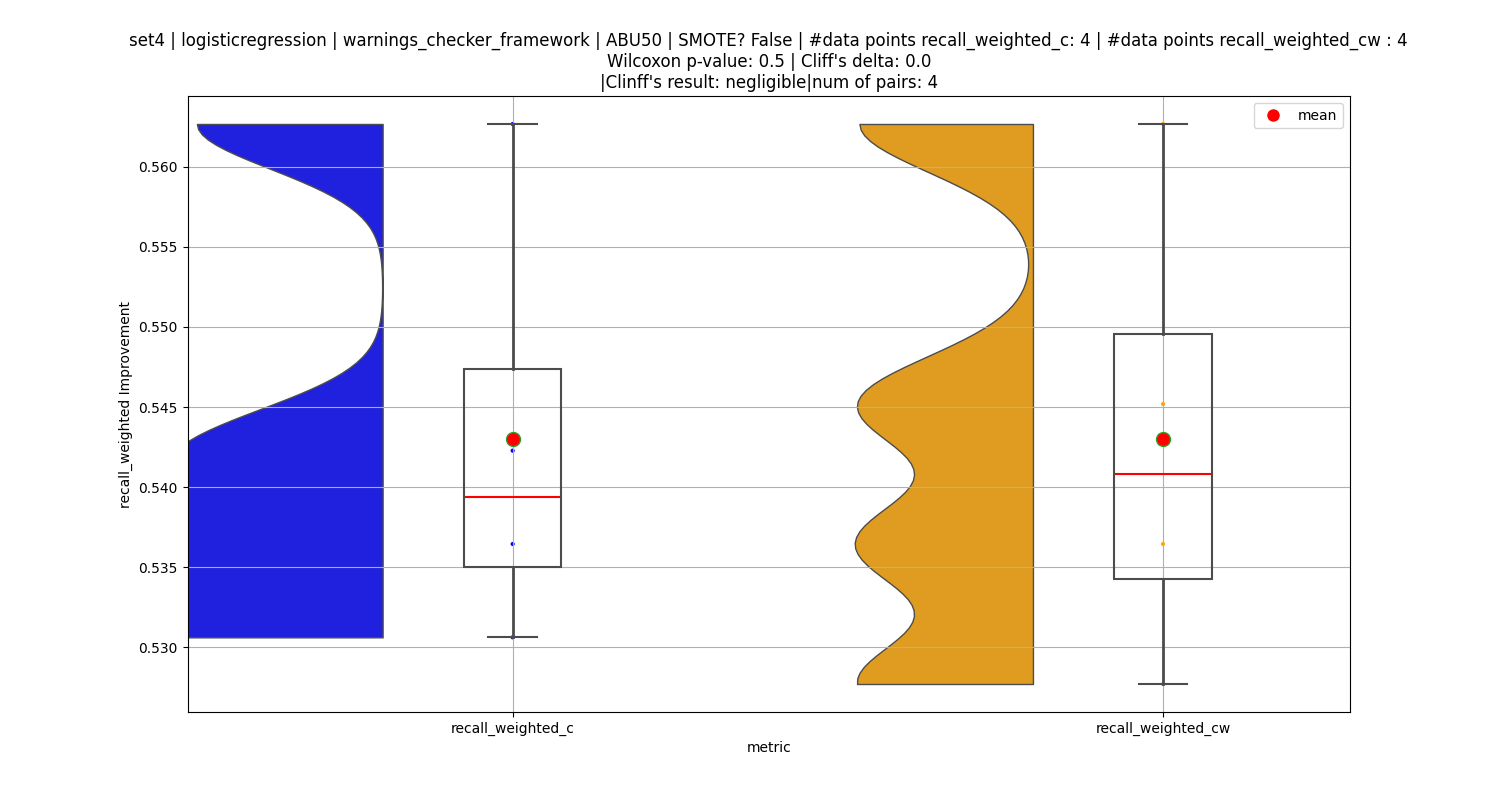 set4 | logisticregression | warnings_checker_framework | ABU50 | SMOTE? False | #data points recall_weighted_c: 4 | #data points recall_weighted_cw : 4
Wilcoxon p-value: 0.5 | Cliff's delta: 0.0
|Clinff's result: negligible|num of pairs: 4
mean
0.560
0.555
0.550
0.545
0.540
0.535
0.530
recall_weighted Improvement
recall_weighted_c
recall_weighted_cw
metric